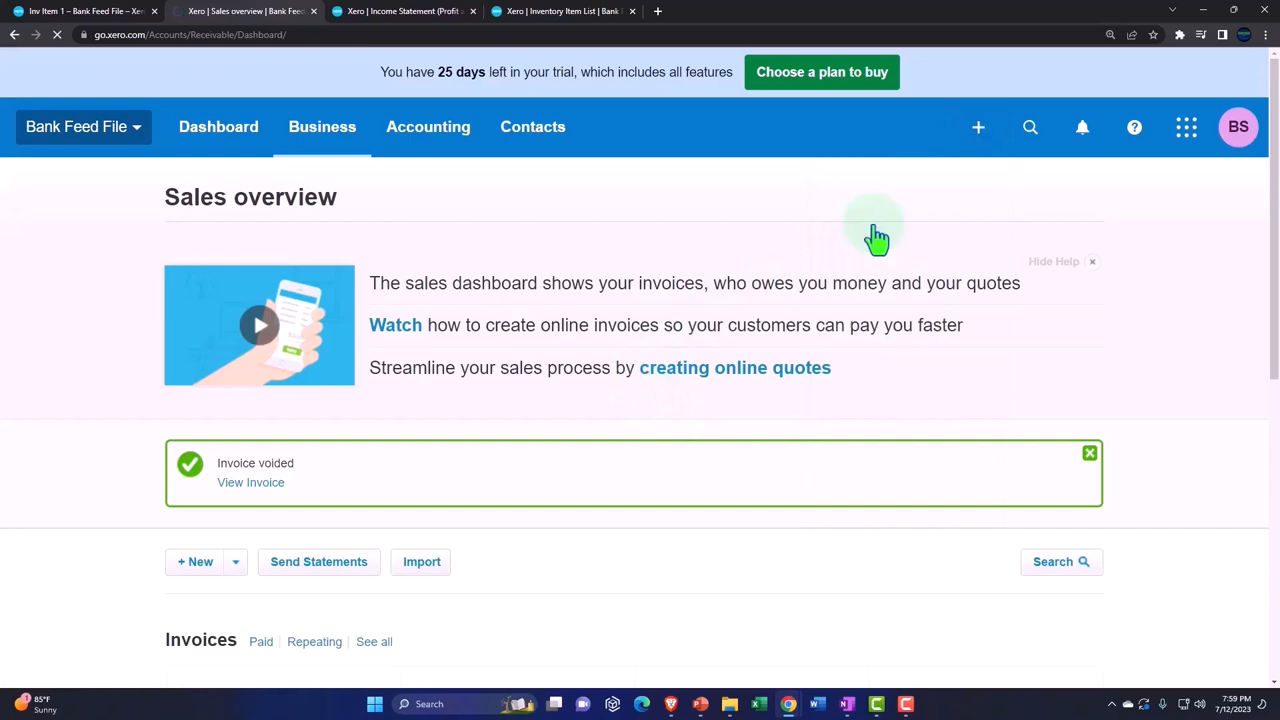 Inv Item 1 – Bank Feed File – Xe
Xero | Sales overview | Bank Feed
Xero | Income Statement (Profit a
Xero | Inventory Item List | Bank F
go.xero.com/Accounts/Receivable/Dashboard/
You have 25 days left in your trial, which includes all features
Choose a plan to buy
Bank Feed File
Dashboard
Business
Accounting
Contacts
BS
Sales overview
Hide Help
The sales dashboard shows your invoices, who owes you money and your quotes
Watch how to create online invoices so your customers can pay you faster
Streamline your sales process by creating online quotes
Invoice voided
View Invoice
+ New
Send Statements
Import
Search
Invoices
Paid
Repeating
See all
85°F
Sunny
Search
7:59 PM
7/12/2023